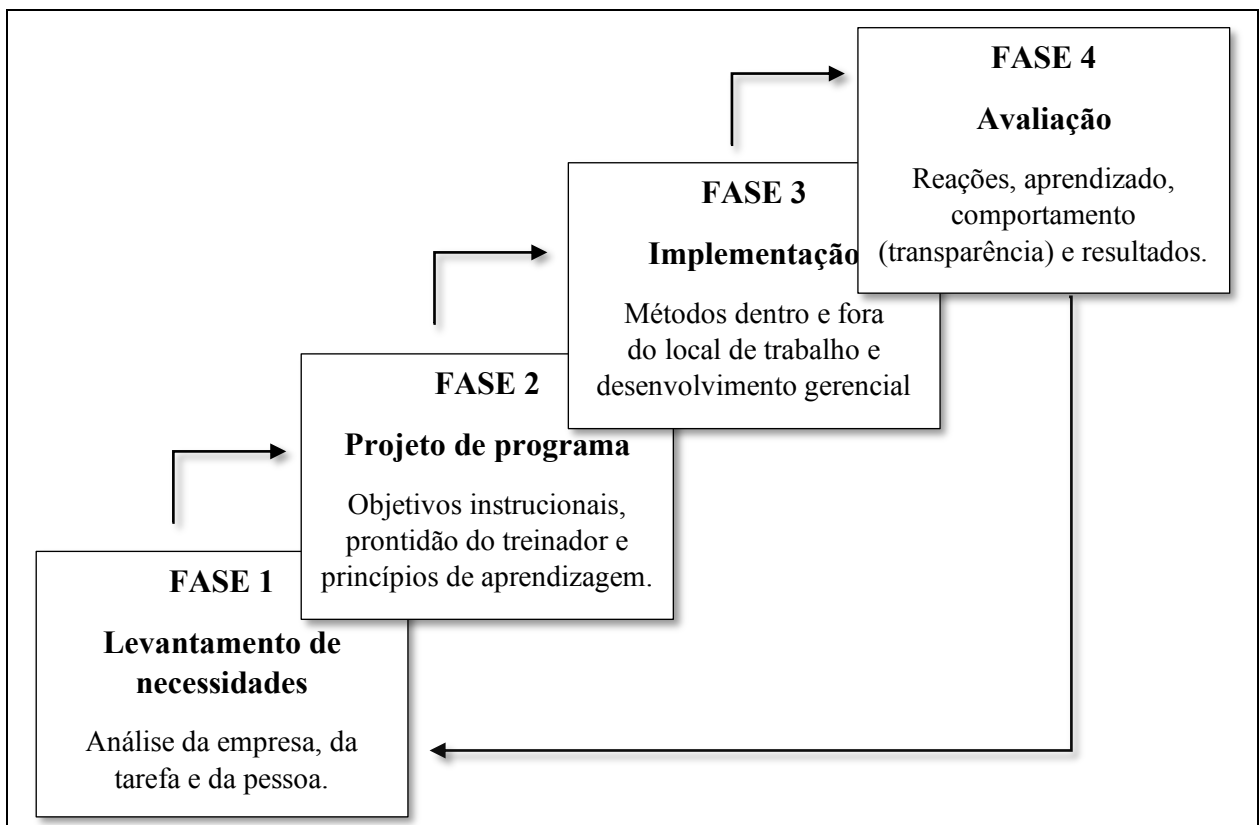 FASE 4
Avaliação
Reações, aprendizado,
comportamento
(transparência) e resultados.
FASE 3
Implementação
Métodos dentro e fora
do local de trabalho e
desenvolvimento gerencial
FASE 2
Projeto de programa
Objetivos instrucionais,
prontidão do treinador e
princípios de aprendizagem.
FASE 1
Levantamento de
necessidades
Análise da empresa, da
tarefa e da pessoa.